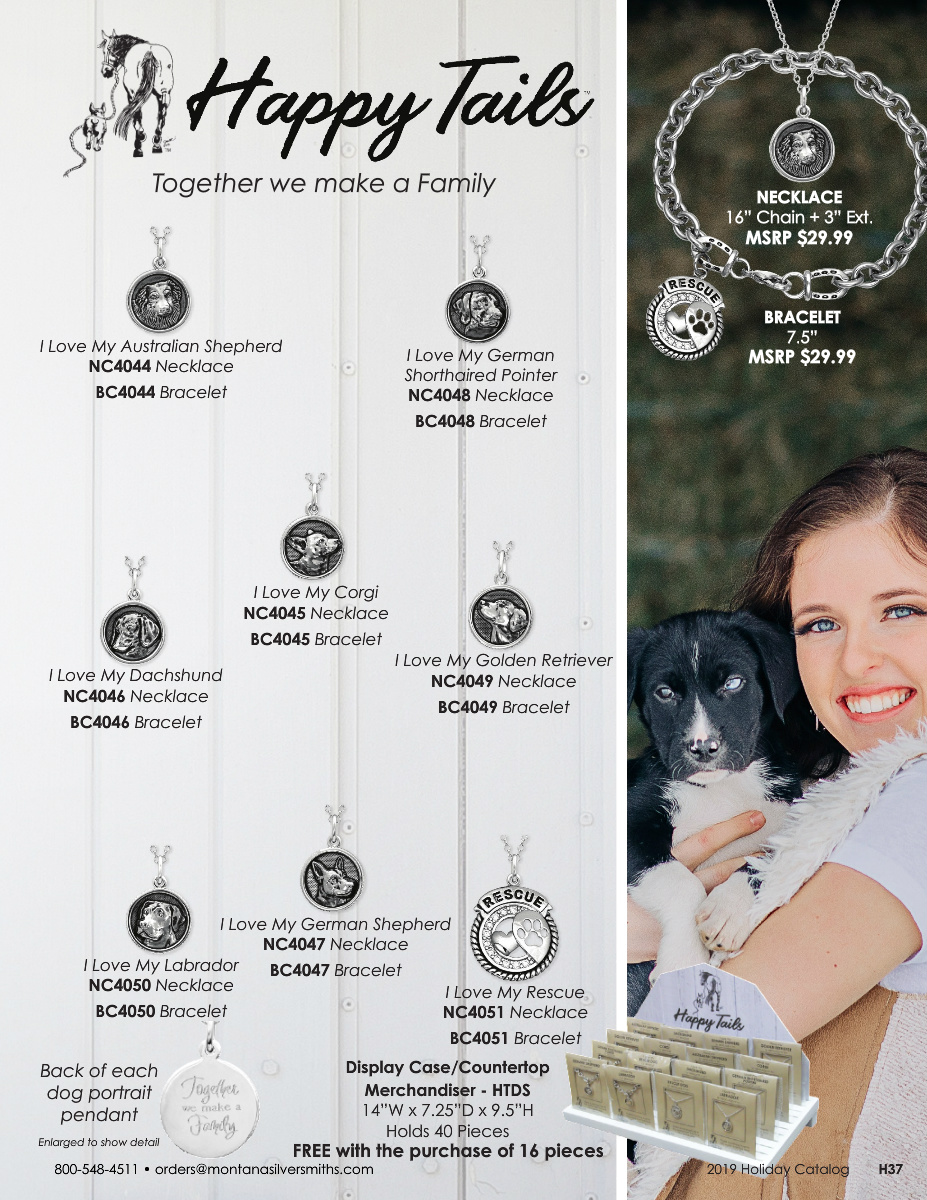 Happy Tails™
Together we make a Family
NECKLACE
16” Chain + 3” Ext.
MSRP $29.99
RESCUE
BRACELET
7.5”
MSRP $29.99
I Love My Australian Shepherd
NC4044 Necklace
BC4044 Bracelet
I Love My German
Shorthaired Pointer
NC4048 Necklace
BC4048 Bracelet
I Love My Corgi
NC4045 Necklace
BC4045 Bracelet
I Love My Dachshund
NC4046 Necklace
BC4046 Bracelet
I Love My Golden Retriever
NC4049 Necklace
BC4049 Bracelet
I Love My German Shepherd
NC4047 Necklace
BC4047 Bracelet
I Love My Labrador
NC4050 Necklace
BC4050 Bracelet
RESCUE
I Love My Rescue
NC4051 Necklace
BC4051 Bracelet
Happy Tails
Back of each
dog portrait
pendant
Enlarged to show detail
Together
we make a
Family
Display Case/Countertop
Merchandiser - HTDS
14”W x 7.25”D x 9.5”H
Holds 40 Pieces
FREE with the purchase of 16 pieces
800-548-4511 • orders@montanasilversmiths.com
2019 Holiday Catalog H37